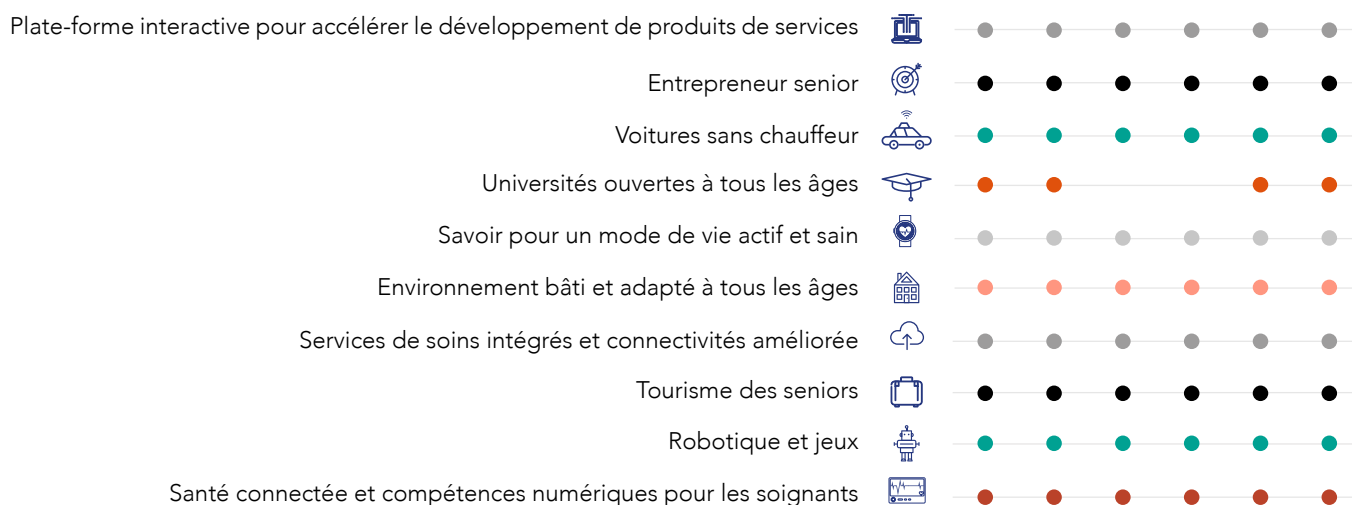 Plate-forme interactive pour accélérer le développement de produits de services
Entrepreneur senior
Voitures sans chauffeur
Universités ouvertes à tous les âges
Savoir pour un mode de vie actif et sain
Environnement bâti et adapté à tous les âges
Services de soins intégrés et connectivités améliorée
Tourisme des seniors
Robotique et jeux
Santé connectée et compétences numériques pour les soignants